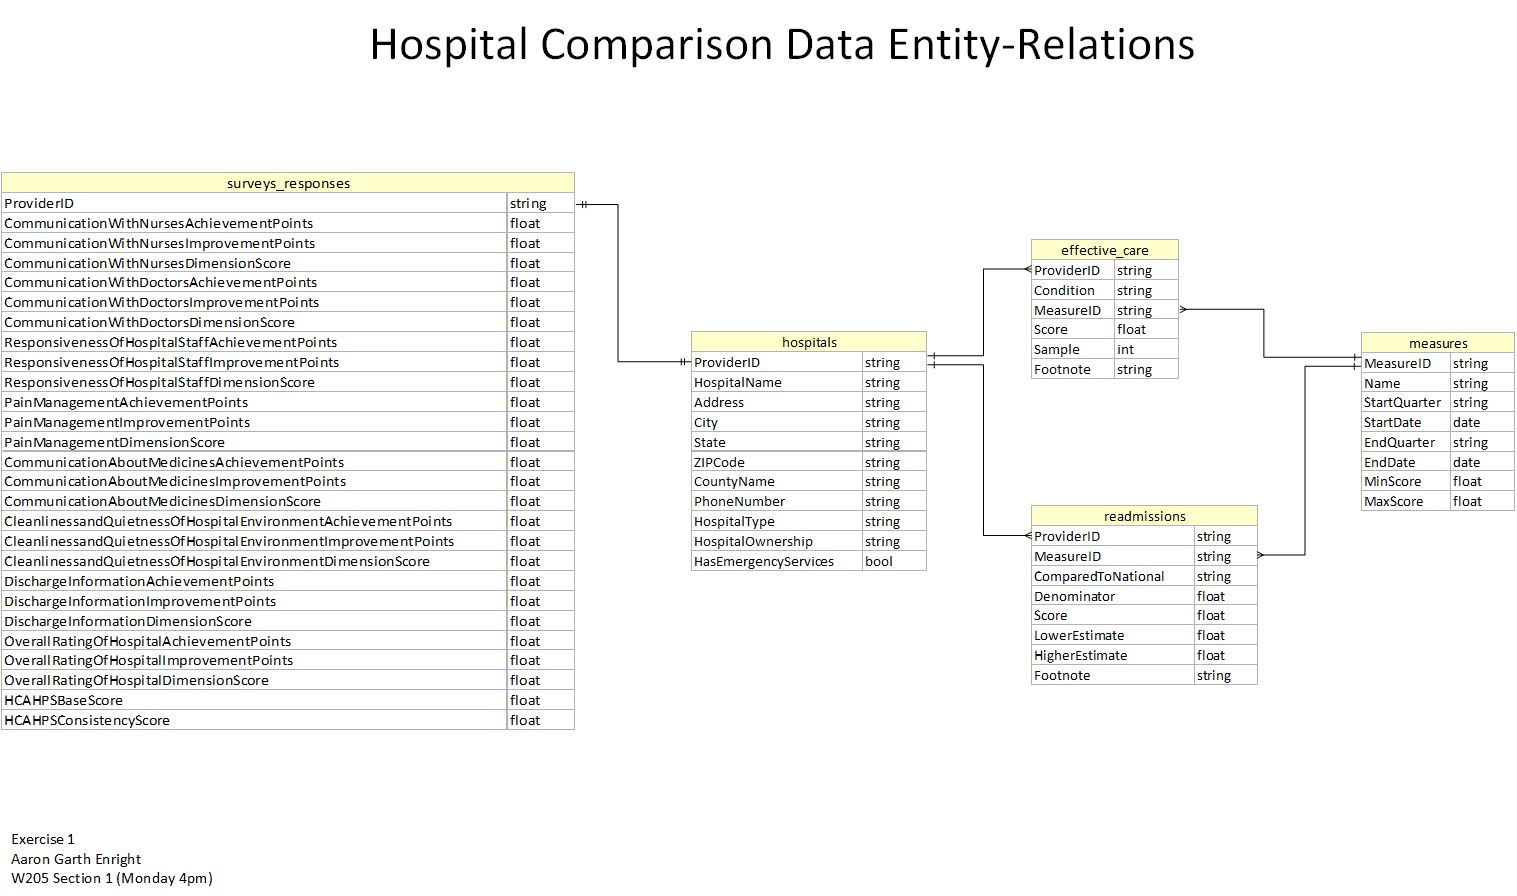 Hospital Comparison Data Entity-Relations
surveys_responses
ProviderID string
CommunicationWithNursesAchievementPoints float
CommunicationWithNursesImprovementPoints float
CommunicationWithNursesDimensionScore float
CommunicationWithDoctorsAchievementPoints float
CommunicationWithDoctorsImprovementPoints float
CommunicationWithDoctorsDimensionScore float
ResponsivenessOfHospitalStaffAchievementPoints float
ResponsivenessOfHospitalStaffImprovementPoints float
ResponsivenessOfHospitalStaffDimensionScore float
PainManagementAchievementPoints float
PainManagementImprovementPoints float
PainManagementDimensionScore float
CommunicationAboutMedicinesAchievementPoints float
CommunicationAboutMedicinesImprovementPoints float
CommunicationAboutMedicinesDimensionScore float
CleanlinessandQuietnessOfHospitalEnvironmentAchievementPoints float
CleanlinessandQuietnessOfHospitalEnvironmentImprovementPoints float
CleanlinessandQuietnessOfHospitalEnvironmentDimensionScore float
DischargeInformationAchievementPoints float
DischargeInformationImprovementPoints float
DischargeInformationDimensionScore float
OverallRatingOfHospitalAchievementPoints float
OverallRatingOfHospitalImprovementPoints float
OverallRatingOfHospitalDimensionScore float
HCAHPSBaseScore float
HCAHPSConsistencyScore float
hospitals
ProviderID string
HospitalName string
Address string
City string
State string
ZIPCode string
CountyName string
PhoneNumber string
HospitalType string
HospitalOwnership string
HasEmergencyServices bool
effective_care
ProviderID string
Condition string
MeasureID string
Score float
Sample int
Footnote string
readmissions
ProviderID string
MeasureID string
ComparedToNational string
Denominator float
Score float
LowerEstimate float
HigherEstimate float
Footnote string
measures
MeasureID string
Name string
StartQuarter string
StartDate date
EndQuarter string
EndDate date
MinScore float
MaxScore float
Exercise 1
Aaron Garth Enright
W205 Section 1 (Monday 4pm)